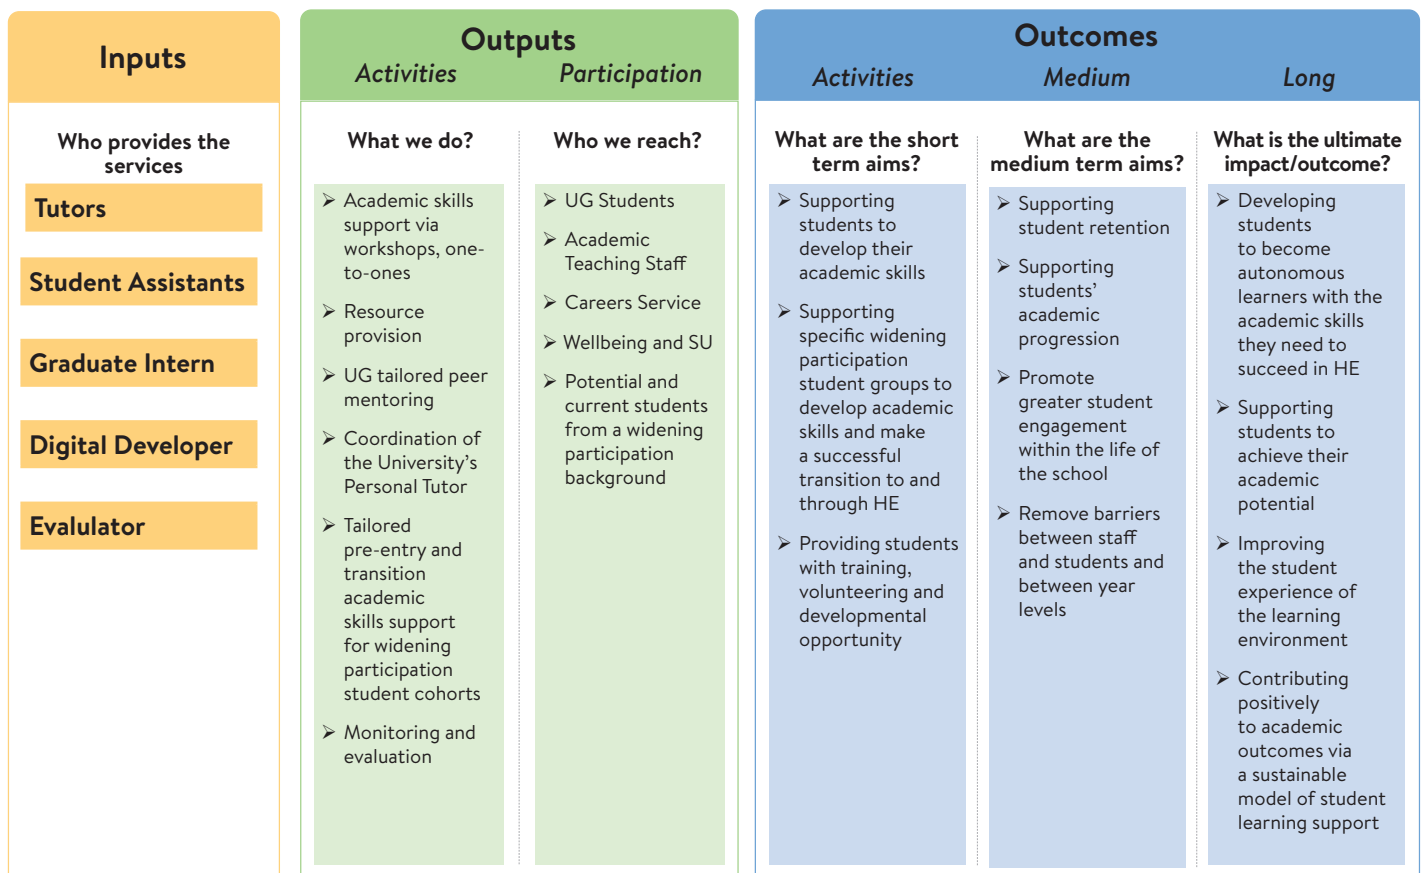 Inputs
Who provides the
services
Tutors
Student Assistants
Graduate Intern
Digital Developer
Evalulator
Outputs
Activities
Participation
What we do?
➢ Academic skills
support via
workshops, one-
to-ones
➢ Resource
provision
➢ UG tailored peer
mentoring
➢ Coordination of
the University’s
Personal Tutor
➢ Tailored
pre-entry and
transition
academic
skills support
for widening
participation
student cohorts
➢ Monitoring and
evaluation
Who we reach?
➢ UG Students
➢ Academic
Teaching Staff
➢ Careers Service
➢ Wellbeing and SU
➢ Potential and
current students
from a widening
participation
background
Outcomes
Activities
Medium
Long
What are the short
term aims?
➢ Supporting
students to
develop their
academic skills
➢ Supporting
specific widening
participation
student groups to
develop academic
skills and make
a successful
transition to and
through HE
➢ Providing students
with training,
volunteering and
developmental
opportunity
What are the
medium term aims?
➢ Supporting
student retention
➢ Supporting
students’
academic
progression
➢ Promote
greater student
engagement
within the life of
the school
➢ Remove barriers
between staff
and students and
between year
levels
What is the ultimate
impact/outcome?
➢ Developing
students
to become
autonomous
learners with the
academic skills
they need to
succeed in HE
➢ Supporting
students to
achieve their
academic
potential
➢ Improving
the student
experience of
the learning
environment
➢ Contributing
positively
to academic
outcomes via
a sustainable
model of student
learning support